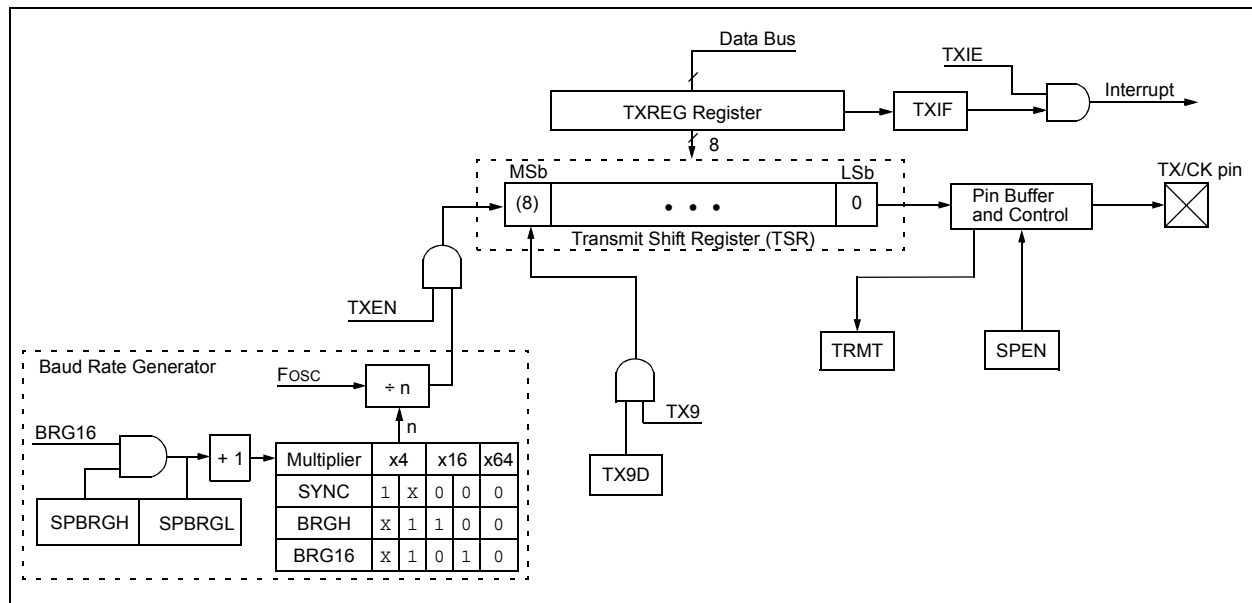 Data Bus
TXIE
Interrupt
TXREG Register
TXIF
8
MSb
LSb
TX/CK pin
(8)
• • •
0
Pin Buffer
and Control
Transmit Shift Register (TSR)
TXEN
TRMT
SPEN
Baud Rate Generator
FOSC
÷ n
TX9
n
BRG16
+ 1
Multiplier x4 x16 x64
TX9D
SYNC 1 X 0 0 0
SPBRGH SPBRGL
BRGH X 1 1 0 0
BRG16 X 1 0 1 0